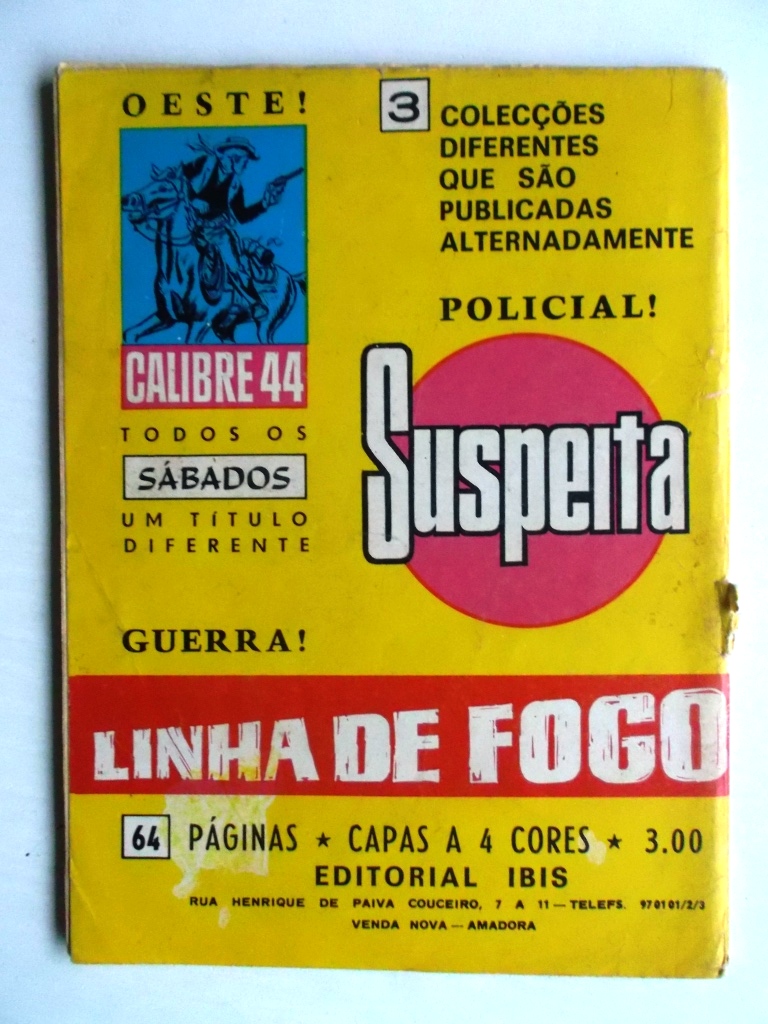 OESTE!
CALIBRE 44
TODOS OS
SÁBADOS
UM TÍTULO
DIFERENTE
3 COLECÇÕES
DIFERENTES
QUE SÃO
PUBLICADAS
ALTERNADAMENTE
POLICIAL!
Suspeita
GUERRA!
LINHA DE FOGO
64 PÁGINAS ★ CAPAS A 4 CORES ★ 3.00
EDITORIAL IBIS
RUA HENRIQUE DE PAIVA COUCEIRO, 7 A 11 — TELEFS. 970101/2/3
VENDA NOVA — AMADORA